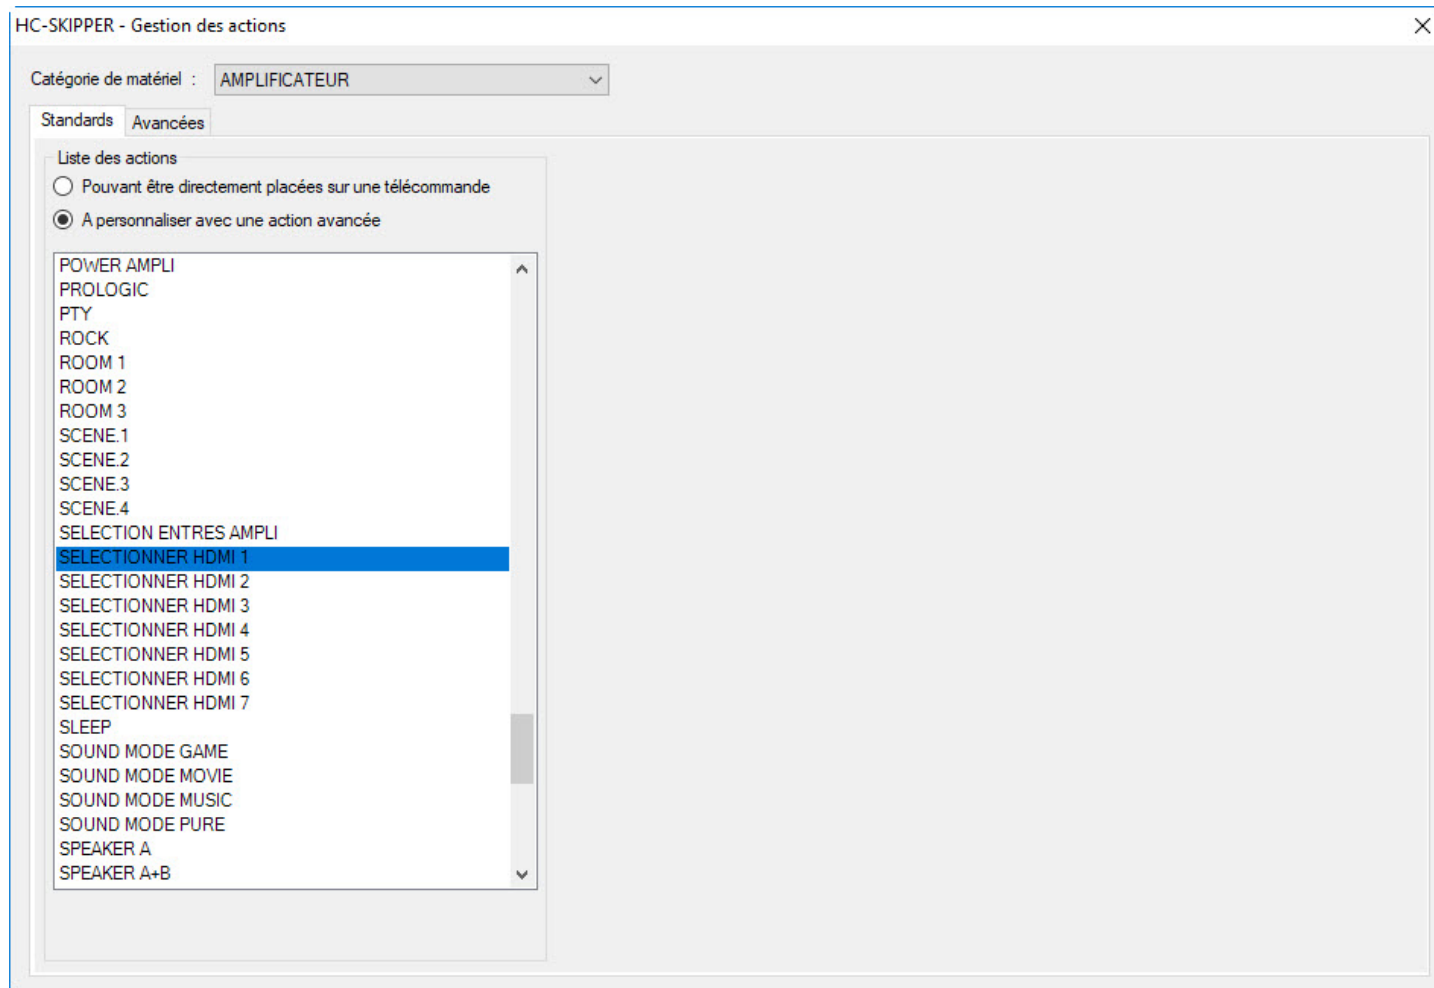 HC-SKIPPER - Gestion des actions
Catégorie de matériel : AMPLIFICATEUR
Standards Avancées
Liste des actions
Pouvant être directement placées sur une télécommande
A personnaliser avec une action avancée
POWER AMPLI
PROLOGIC
PTY
ROCK
ROOM 1
ROOM 2
ROOM 3
SCENE.1
SCENE.2
SCENE.3
SCENE.4
SELECTION ENTRES AMPLI
SELECTIONNER HDMI 1
SELECTIONNER HDMI 2
SELECTIONNER HDMI 3
SELECTIONNER HDMI 4
SELECTIONNER HDMI 5
SELECTIONNER HDMI 6
SELECTIONNER HDMI 7
SLEEP
SOUND MODE GAME
SOUND MODE MOVIE
SOUND MODE MUSIC
SOUND MODE PURE
SPEAKER A
SPEAKER A+B